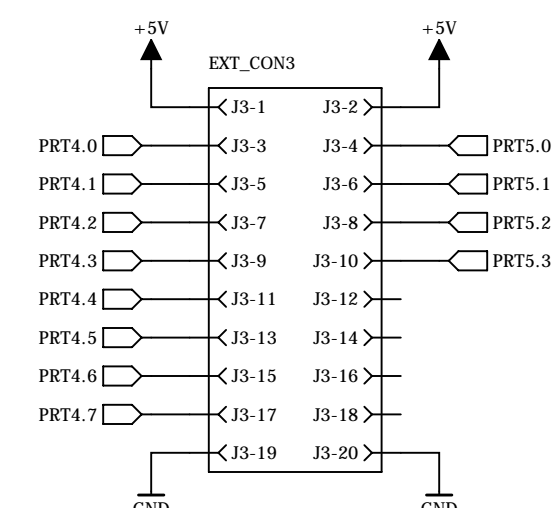 +5V +5V
EXT_CON3
J3-1 J3-2
PRT4.0 J3-3 J3-4 PRT5.0
PRT4.1 J3-5 J3-6 PRT5.1
PRT4.2 J3-7 J3-8 PRT5.2
PRT4.3 J3-9 J3-10 PRT5.3
PRT4.4 J3-11 J3-12
PRT4.5 J3-13 J3-14
PRT4.6 J3-15 J3-16
PRT4.7 J3-17 J3-18
J3-19 J3-20
GND GND